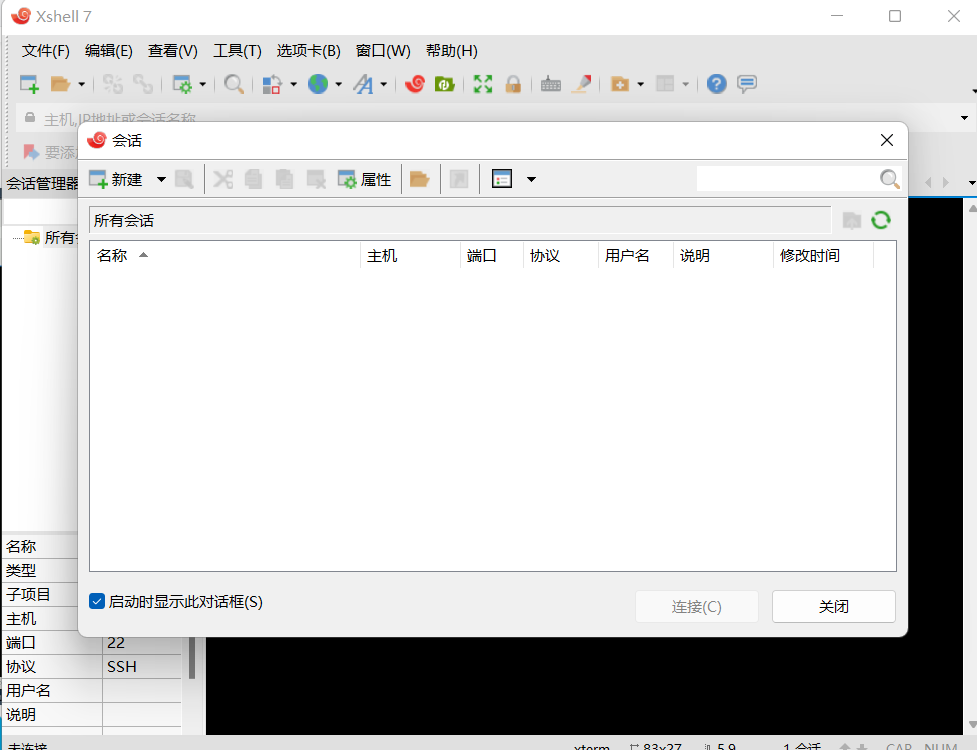 Xshell 7
文件(F) 编辑(E) 查看(V) 工具(T) 选项卡(B) 窗口(W) 帮助(H)
主机,IP地址或会话名称
要添
会话管理器
所有
会话
新建 属性
所有会话
名称 主机 端口 协议 用户名 说明 修改时间
启动时显示此对话框(S)
连接(C) 关闭
名称
类型
子项目
主机
端口 22
协议 SSH
用户名
说明
未连接 xterm 83x27 5,9 1 会话 CAP NUM